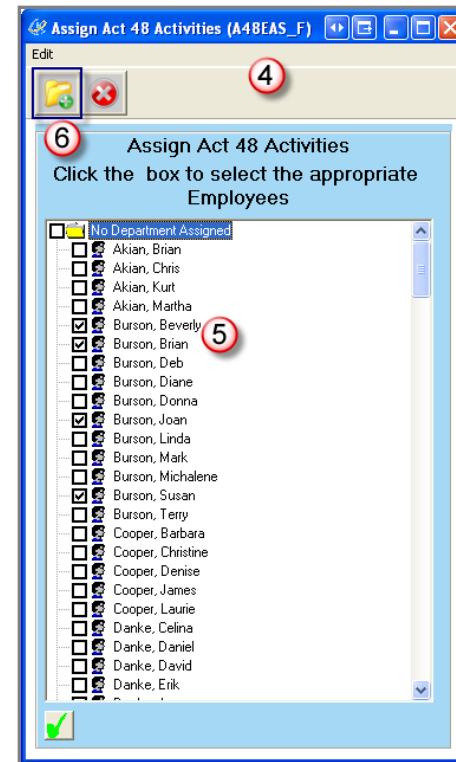 Assign Act 48 Activities (A48EAS_F)
Edit
4
6
Assign Act 48 Activities
Click the box to select the appropriate
Employees
No Department Assigned
Akian, Brian
Akian, Chris
Akian, Kurt
Akian, Martha
Burson, Beverly
5
Burson, Brian
Burson, Deb
Burson, Diane
Burson, Donna
Burson, Joan
Burson, Linda
Burson, Mark
Burson, Michalene
Burson, Susan
Burson, Terry
Cooper, Barbara
Cooper, Christine
Cooper, Denise
Cooper, James
Cooper, Laurie
Danke, Celina
Danke, Daniel
Danke, David
Danke, Erik